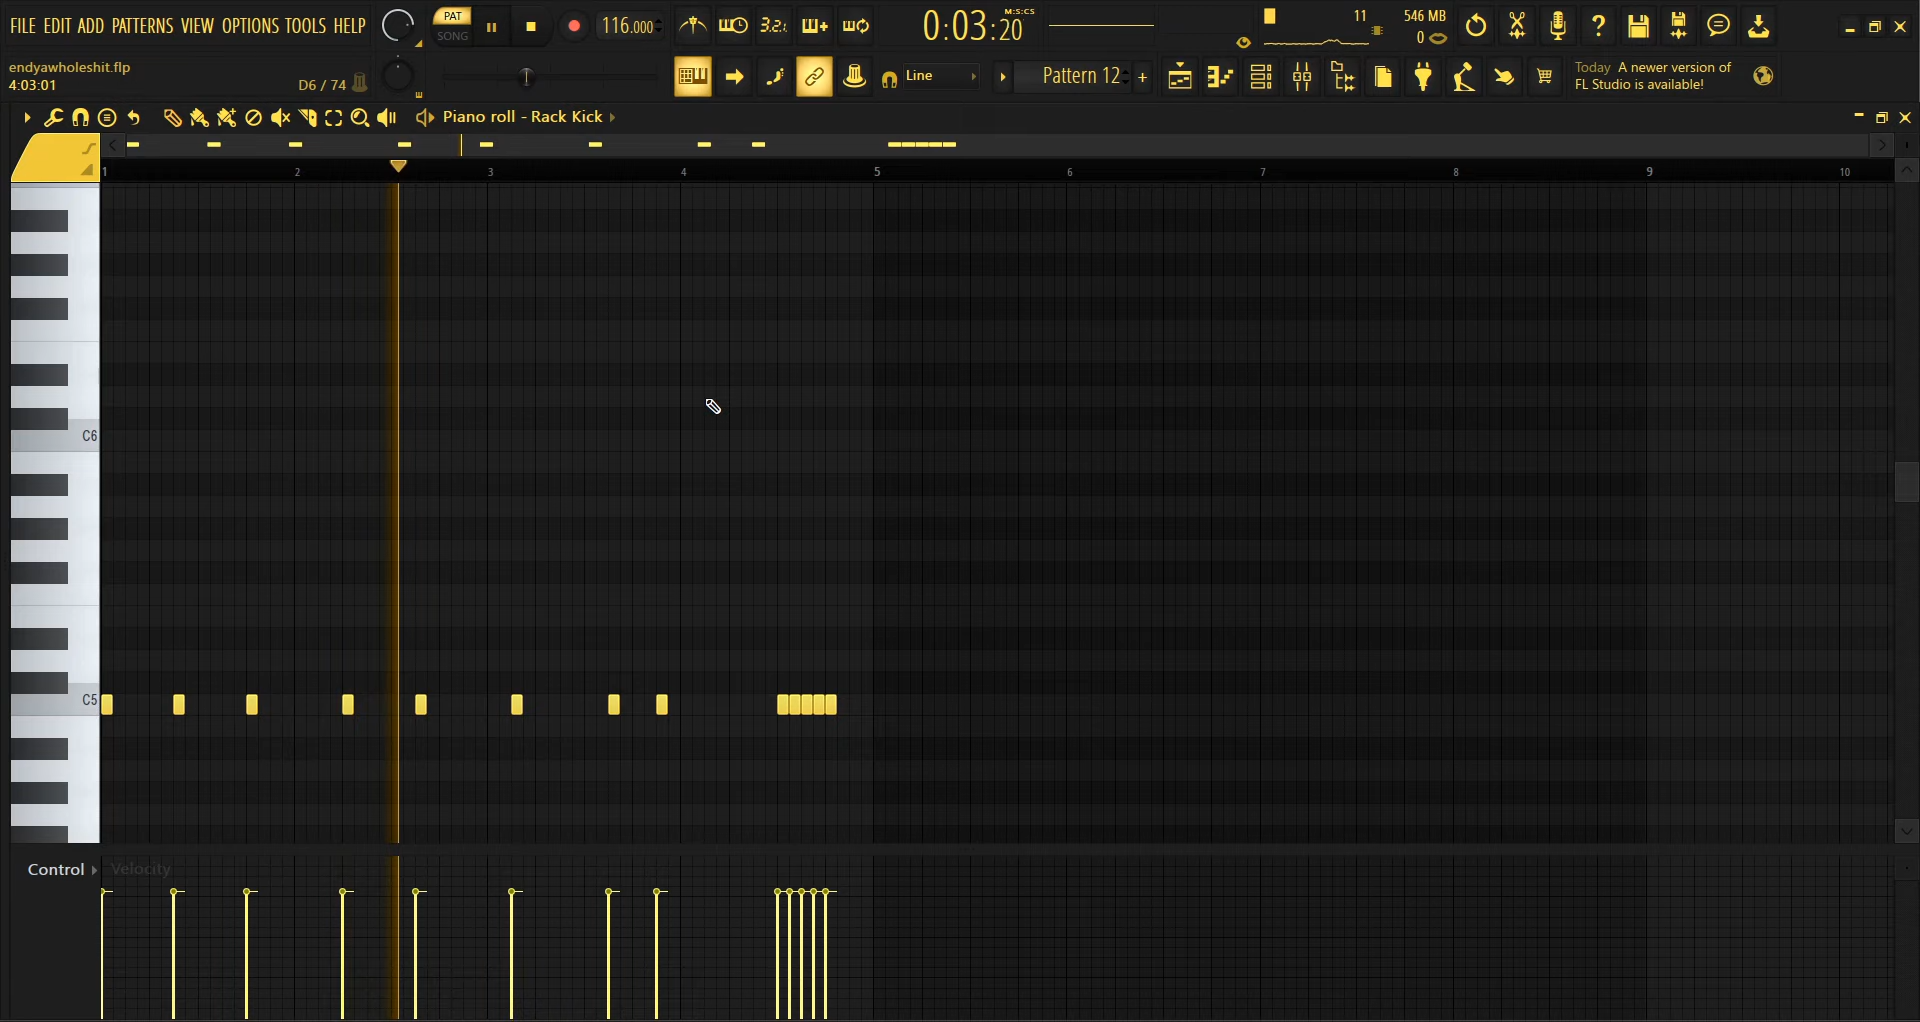 FILE EDIT ADD PATTERNS VIEW OPTIONS TOOLS HELP
PAT
SONG
116.000
3.2.
0:03:20
M:S:CS
11
546 MB
0
endyawholeshit.flp
4:03:01
D6 / 74
Line
Pattern 12
Today A newer version of
FL Studio is available!
Piano roll - Rack Kick
1 2 3 4 5 6 7 8 9 10
C6
C5
Control
Velocity